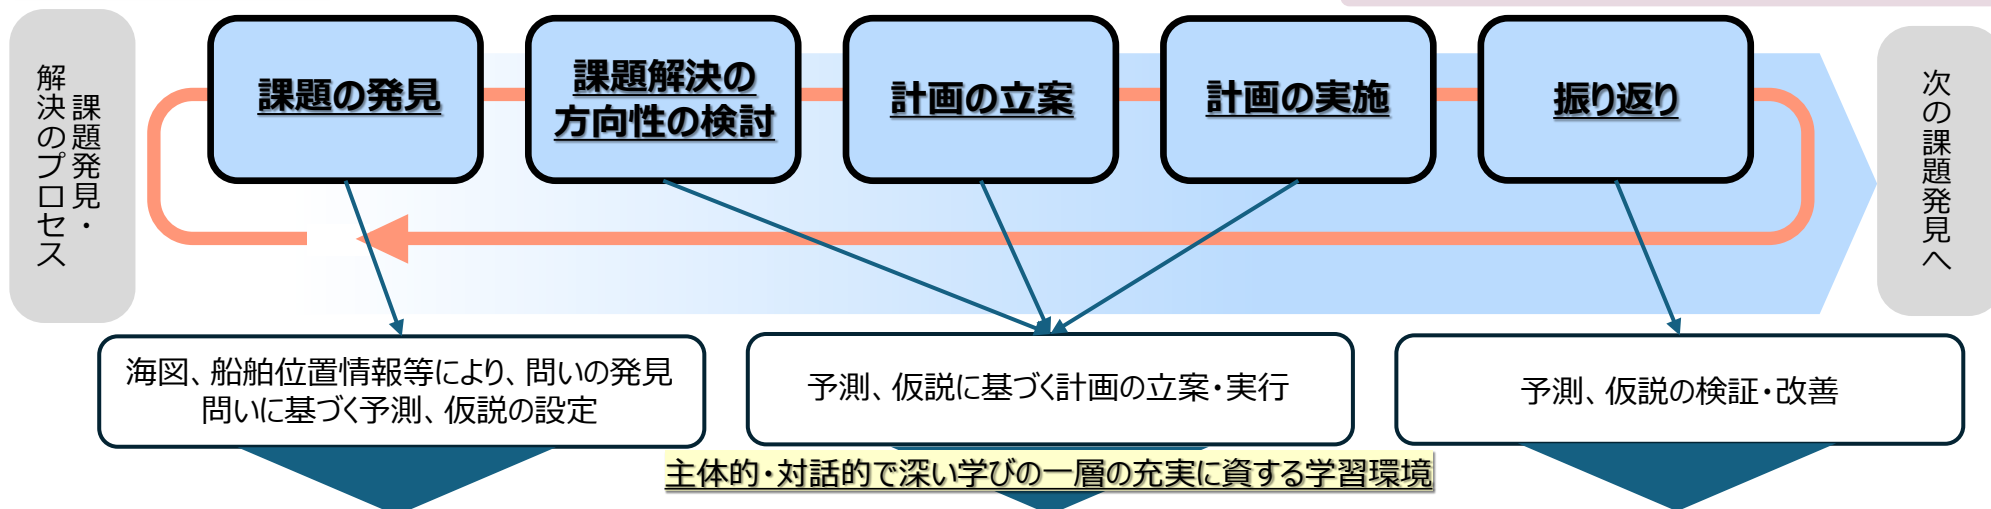 課題発見・
解決のプロセス
課題の発見
課題解決の
方向性の検討
計画の立案
計画の実施
振り返り
次の課題発見へ
海図、船舶位置情報等により、問いの発見
問いに基づく予測、仮説の設定
予測、仮説に基づく計画の立案・実行
予測、仮説の検証・改善
主体的・対話的で深い学びの一層の充実に資する学習環境